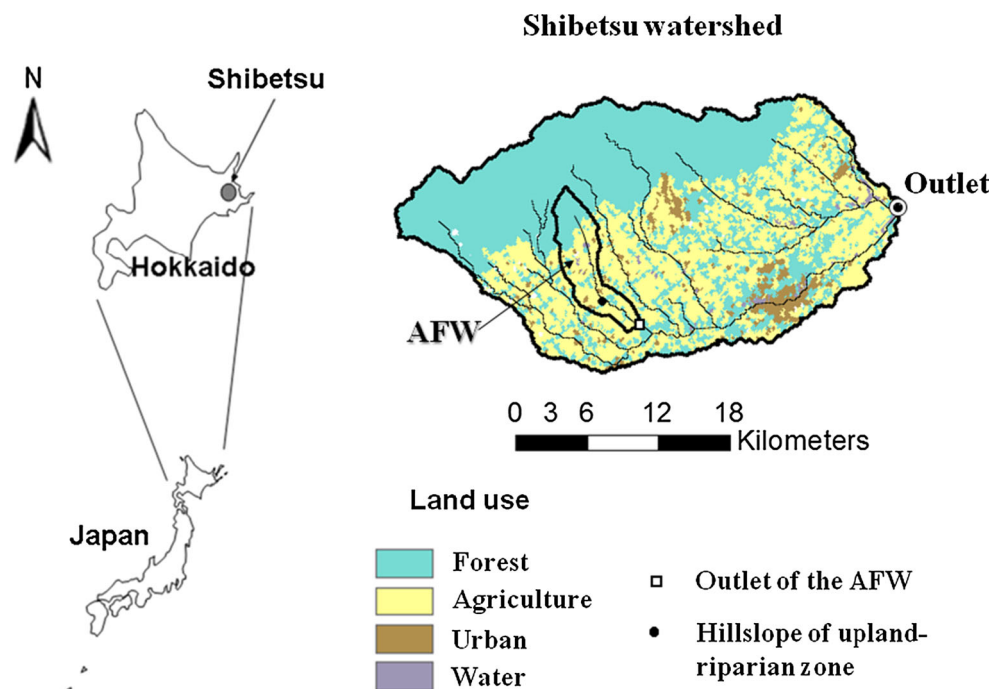 Shibetsu watershed
N
Shibetsu
Hokkaido
Japan
Outlet
AFW
0 3 6 12 18
Kilometers
Land use
Forest
Agriculture
Urban
Water
Outlet of the AFW
Hillslope of upland-
riparian zone